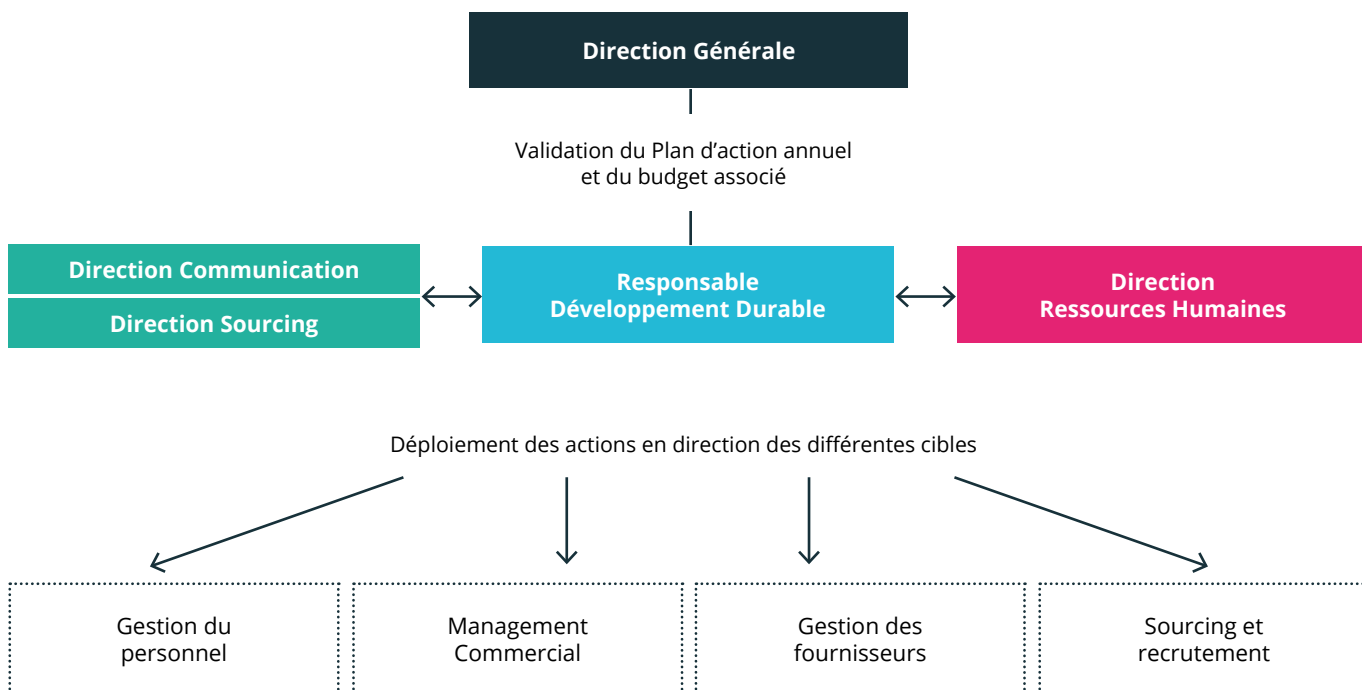 Direction Générale
Validation du Plan d’action annuel
et du budget associé
Direction Communication
Direction Sourcing
Responsable
Développement Durable
Direction
Ressources Humaines
Déploiement des actions en direction des différentes cibles
Gestion du
personnel
Management
Commercial
Gestion des
fournisseurs
Sourcing et
recrutement